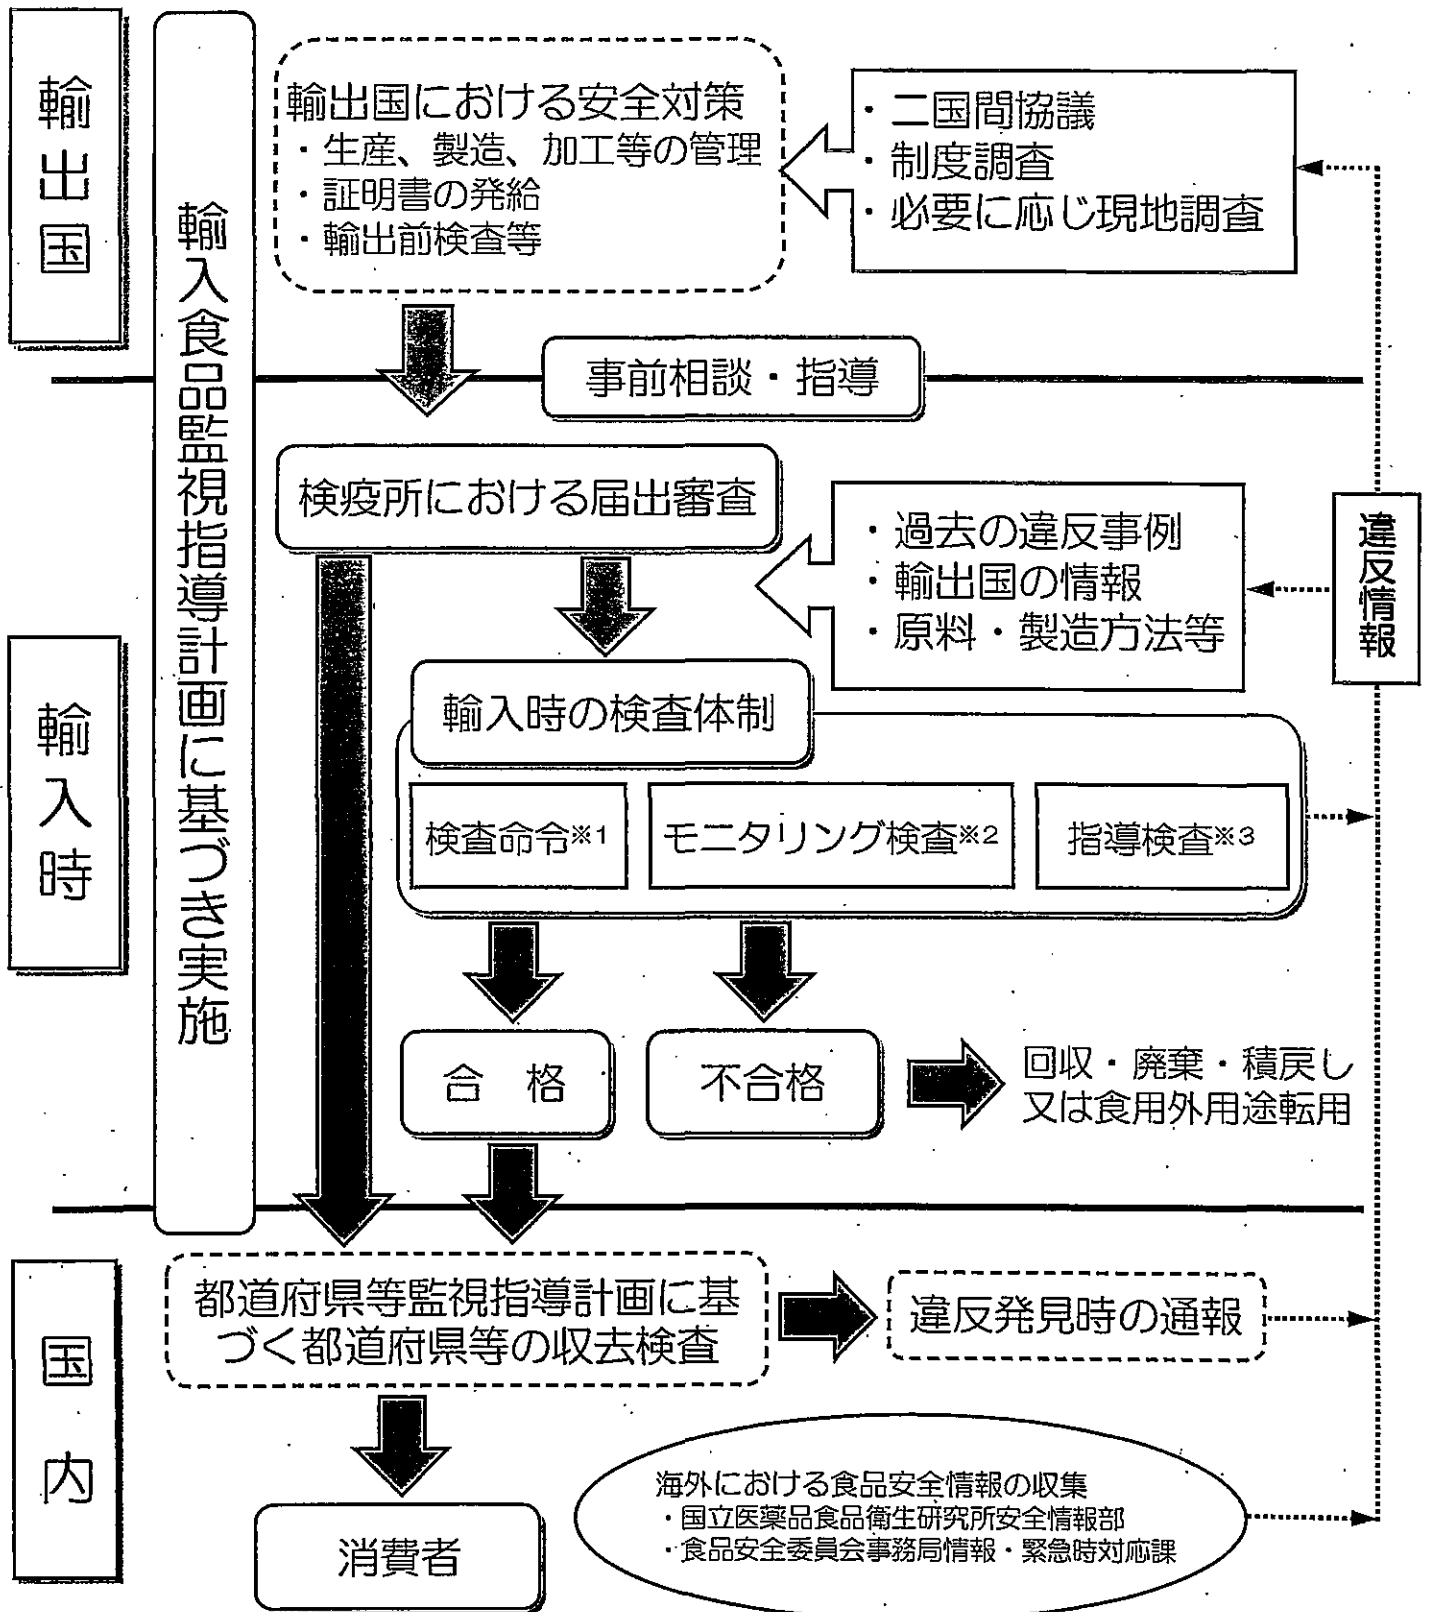 輸出国
輸入食品監視指導計画に基づき実施
輸出国における安全対策
・生産、製造、加工等の管理
・証明書の発給
・輸出前検査等
・二国間協議
・制度調査
・必要に応じ現地調査
事前相談・指導
検疫所における届出審査
・過去の違反事例
・輸出国の情報
・原料・製造方法等
違反情報
輸入時
輸入時の検査体制
検査命令※1
モニタリング検査※2
指導検査※3
合 格
不合格
回収・廃棄・積戻し
又は食用外用途転用
国内
都道府県等監視指導計画に基
づく都道府県等の収去検査
違反発見時の通報
消費者
海外における食品安全情報の収集
・国立医薬品食品衛生研究所安全情報部
・食品安全委員会事務局情報・緊急時対応課